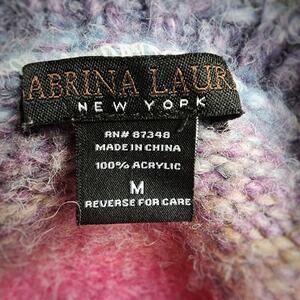 ABRINA LAUR
NEW YORK
RN# 87348
MADE IN CHINA
100% ACRYLIC
M
REVERSE FOR CARE